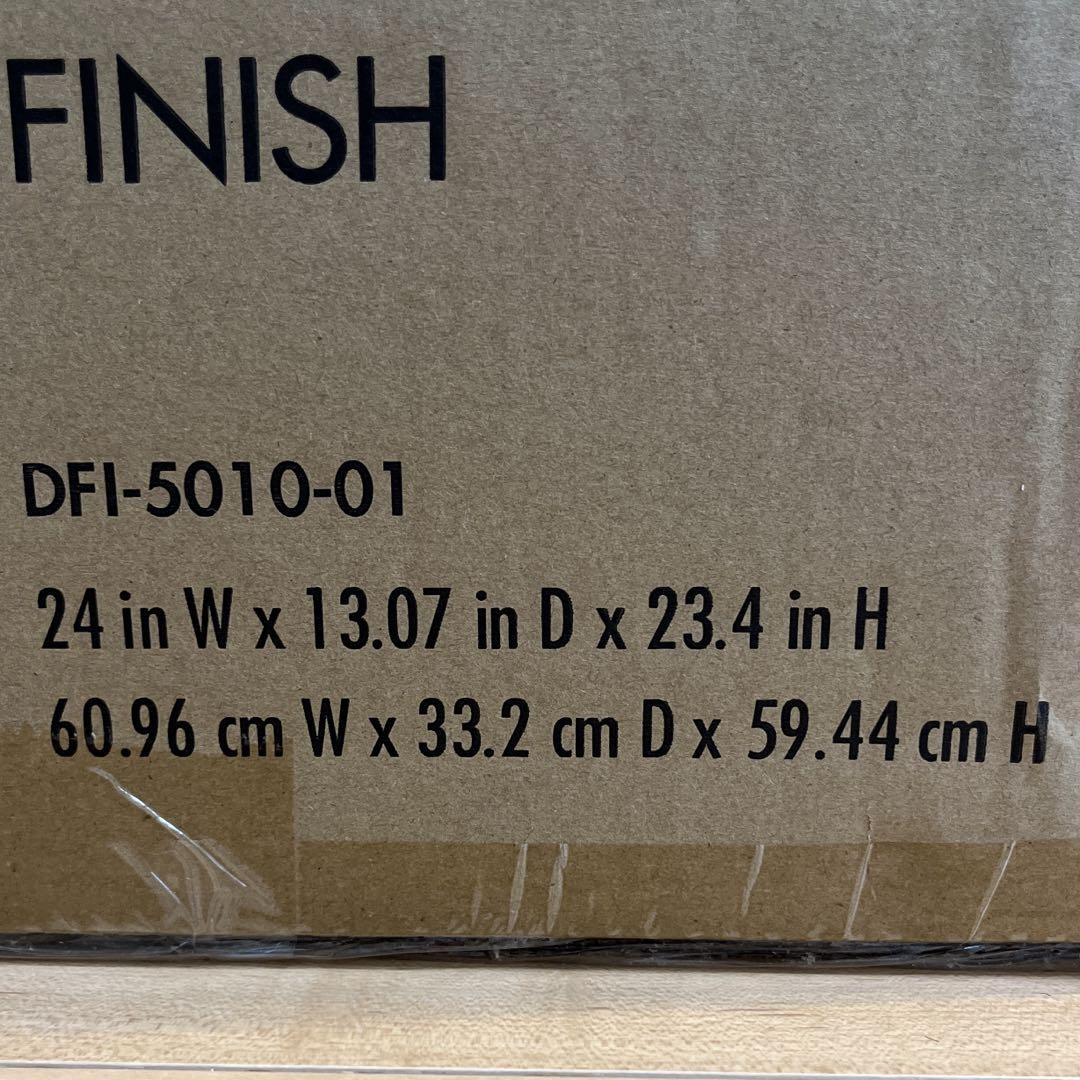 FINISH
DFI-5010-01
24 in W x 13.07 in D x 23.4 in H
60.96 cm W x 33.2 cm D x 59.44 cm H